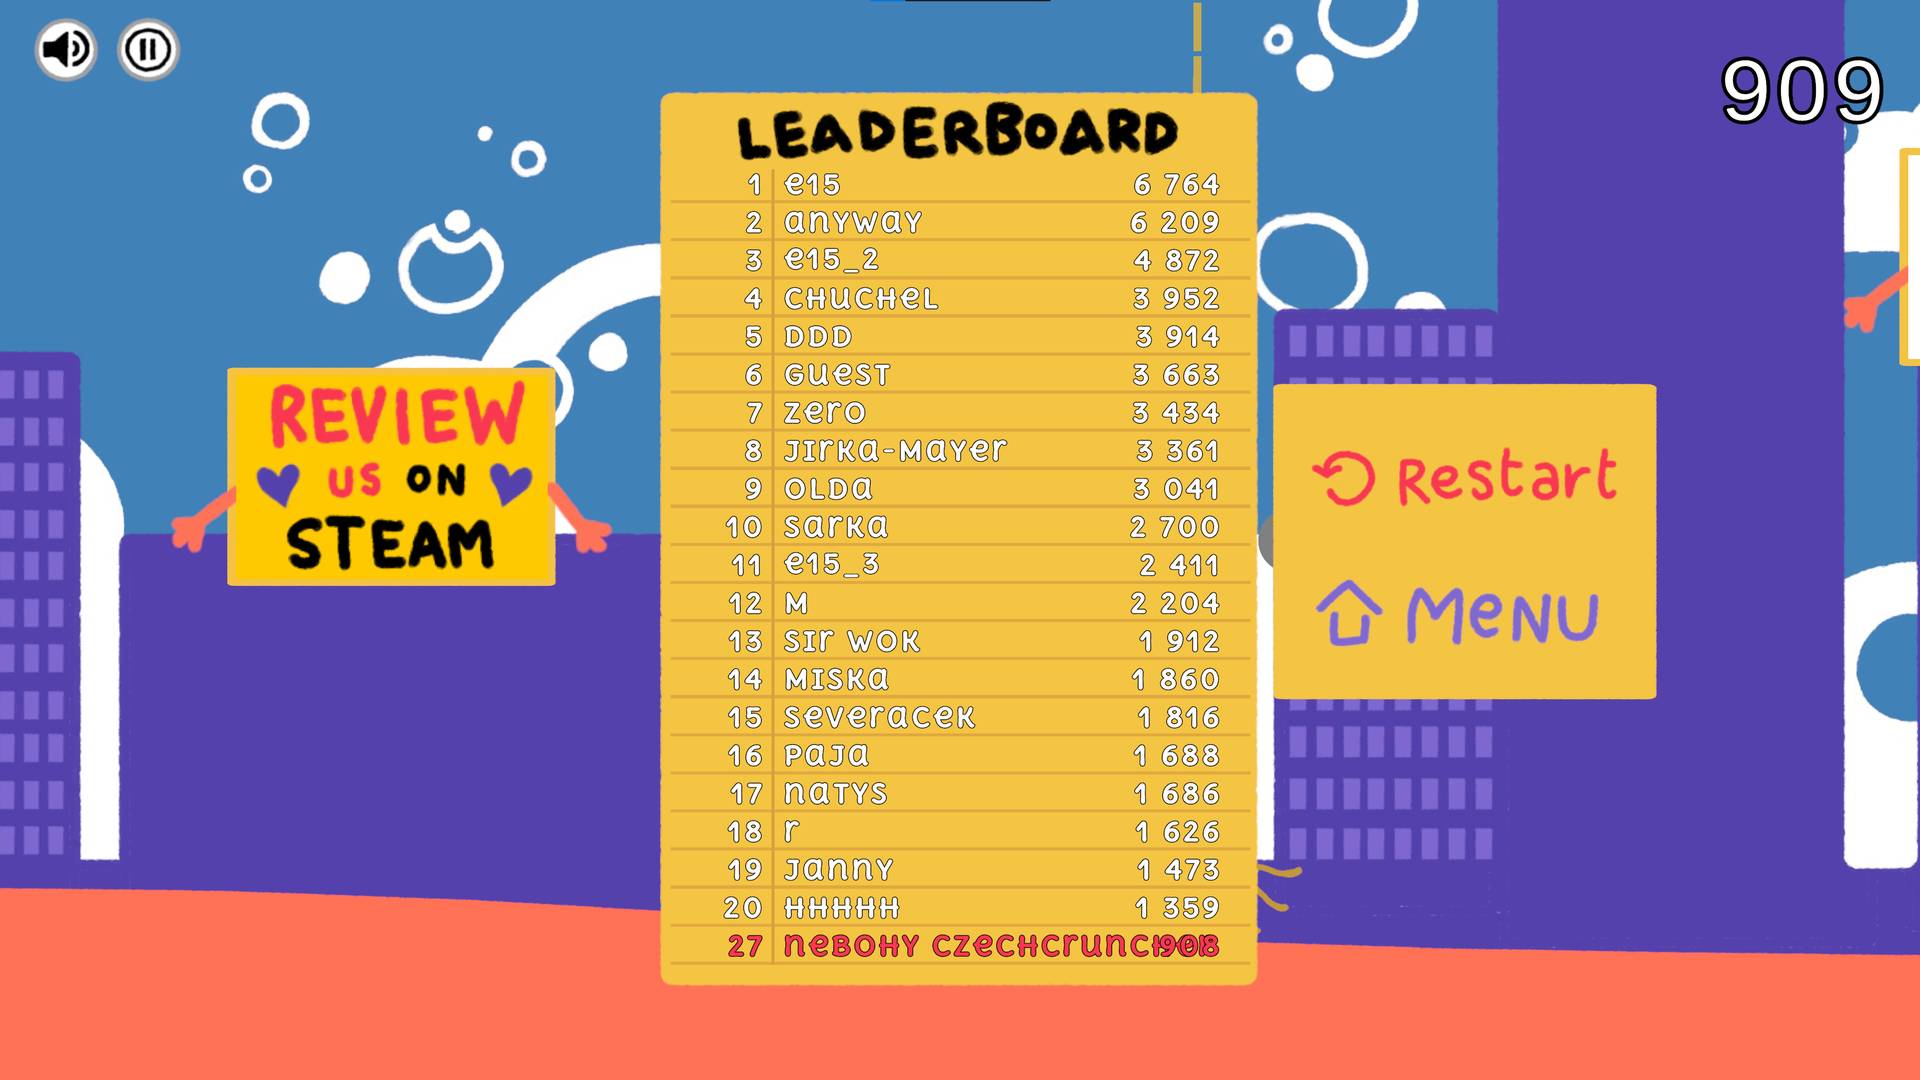 909
LEADERBOARD
1 e15 6 764
2 anyway 6 209
3 e15_2 4 872
4 CHUCHEL 3 952
5 DDD 3 914
6 GUEST 3 663
7 zero 3 434
8 JIrKa-Mayer 3 361
9 OLDa 3 041
10 sarKa 2 700
11 e15_3 2 411
12 M 2 204
13 SIr WOK 1 912
14 MISKa 1 860
15 severacek 1 816
16 PaJa 1 688
17 naTYS 1 686
18 r 1 626
19 Janny 1 473
20 HHHHH 1 359
27 neBOHY CzecHcruncH 908
REVIEW
US ON
STEAM
Restart
MeNU